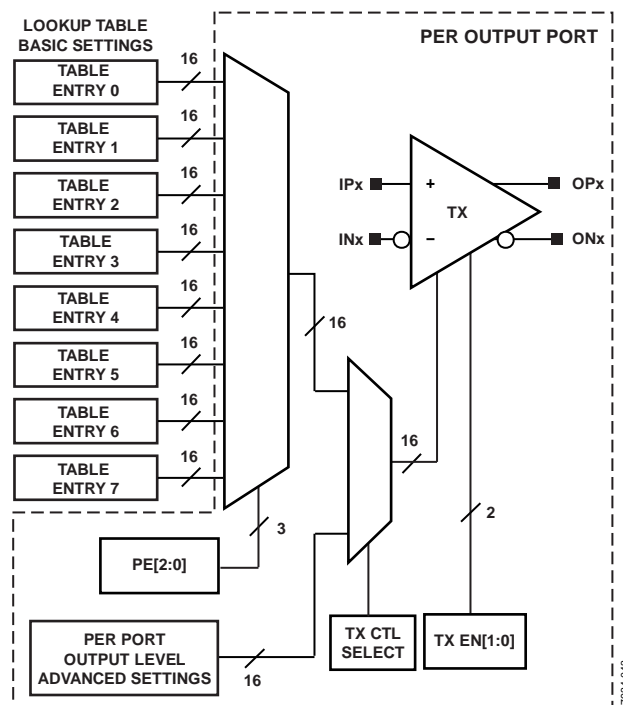 LOOKUP TABLE
BASIC SETTINGS
PER OUTPUT PORT
TABLE
ENTRY 0
16
TABLE
ENTRY 1
16
TABLE
ENTRY 2
16
TABLE
ENTRY 3
16
TABLE
ENTRY 4
16
TABLE
ENTRY 5
16
TABLE
ENTRY 6
16
TABLE
ENTRY 7
16
IPx
+
OPx
TX
INx
−
ONx
16
16
2
3
PE[2:0]
PER PORT
OUTPUT LEVEL
ADVANCED SETTINGS
16
TX CTL
SELECT
TX EN[1:0]